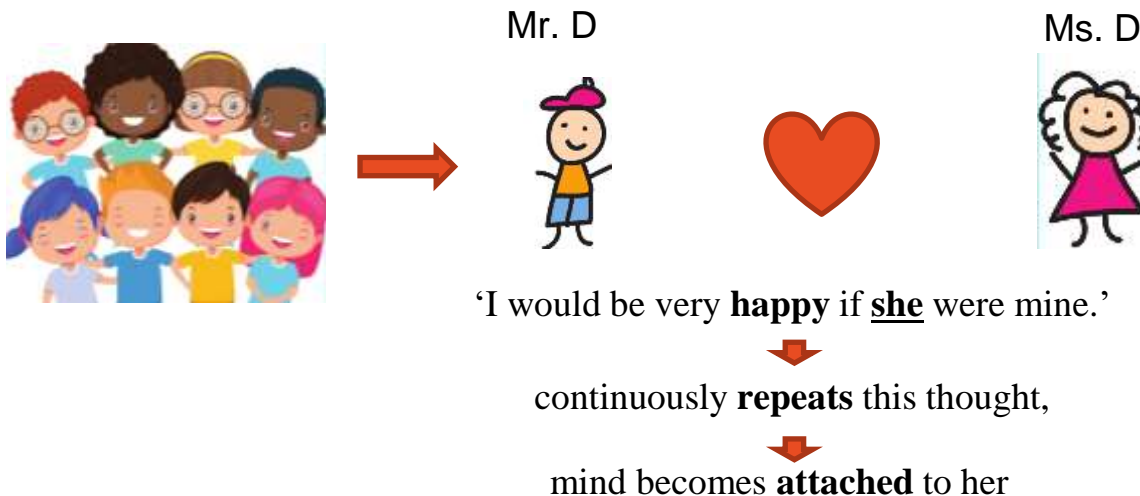 Mr. D
Ms. D
‘I would be very happy if she were mine.’
continuously repeats this thought,
mind becomes attached to her